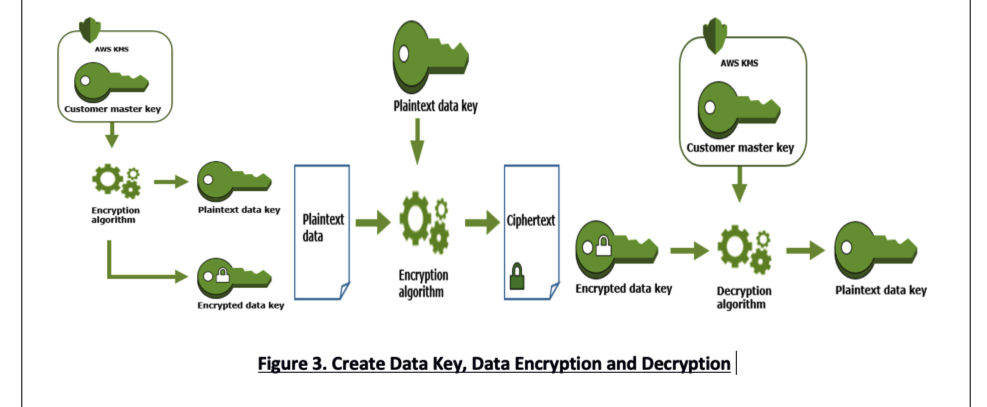 AWS KMS
Customer master key
Encryption
algorithm
Plaintext data key
Encrypted data key
Plaintext
data
Plaintext data key
Encryption
algorithm
Ciphertext
AWS KMS
Customer master key
Encrypted data key
Decryption
algorithm
Plaintext data key
Figure 3. Create Data Key, Data Encryption and Decryption